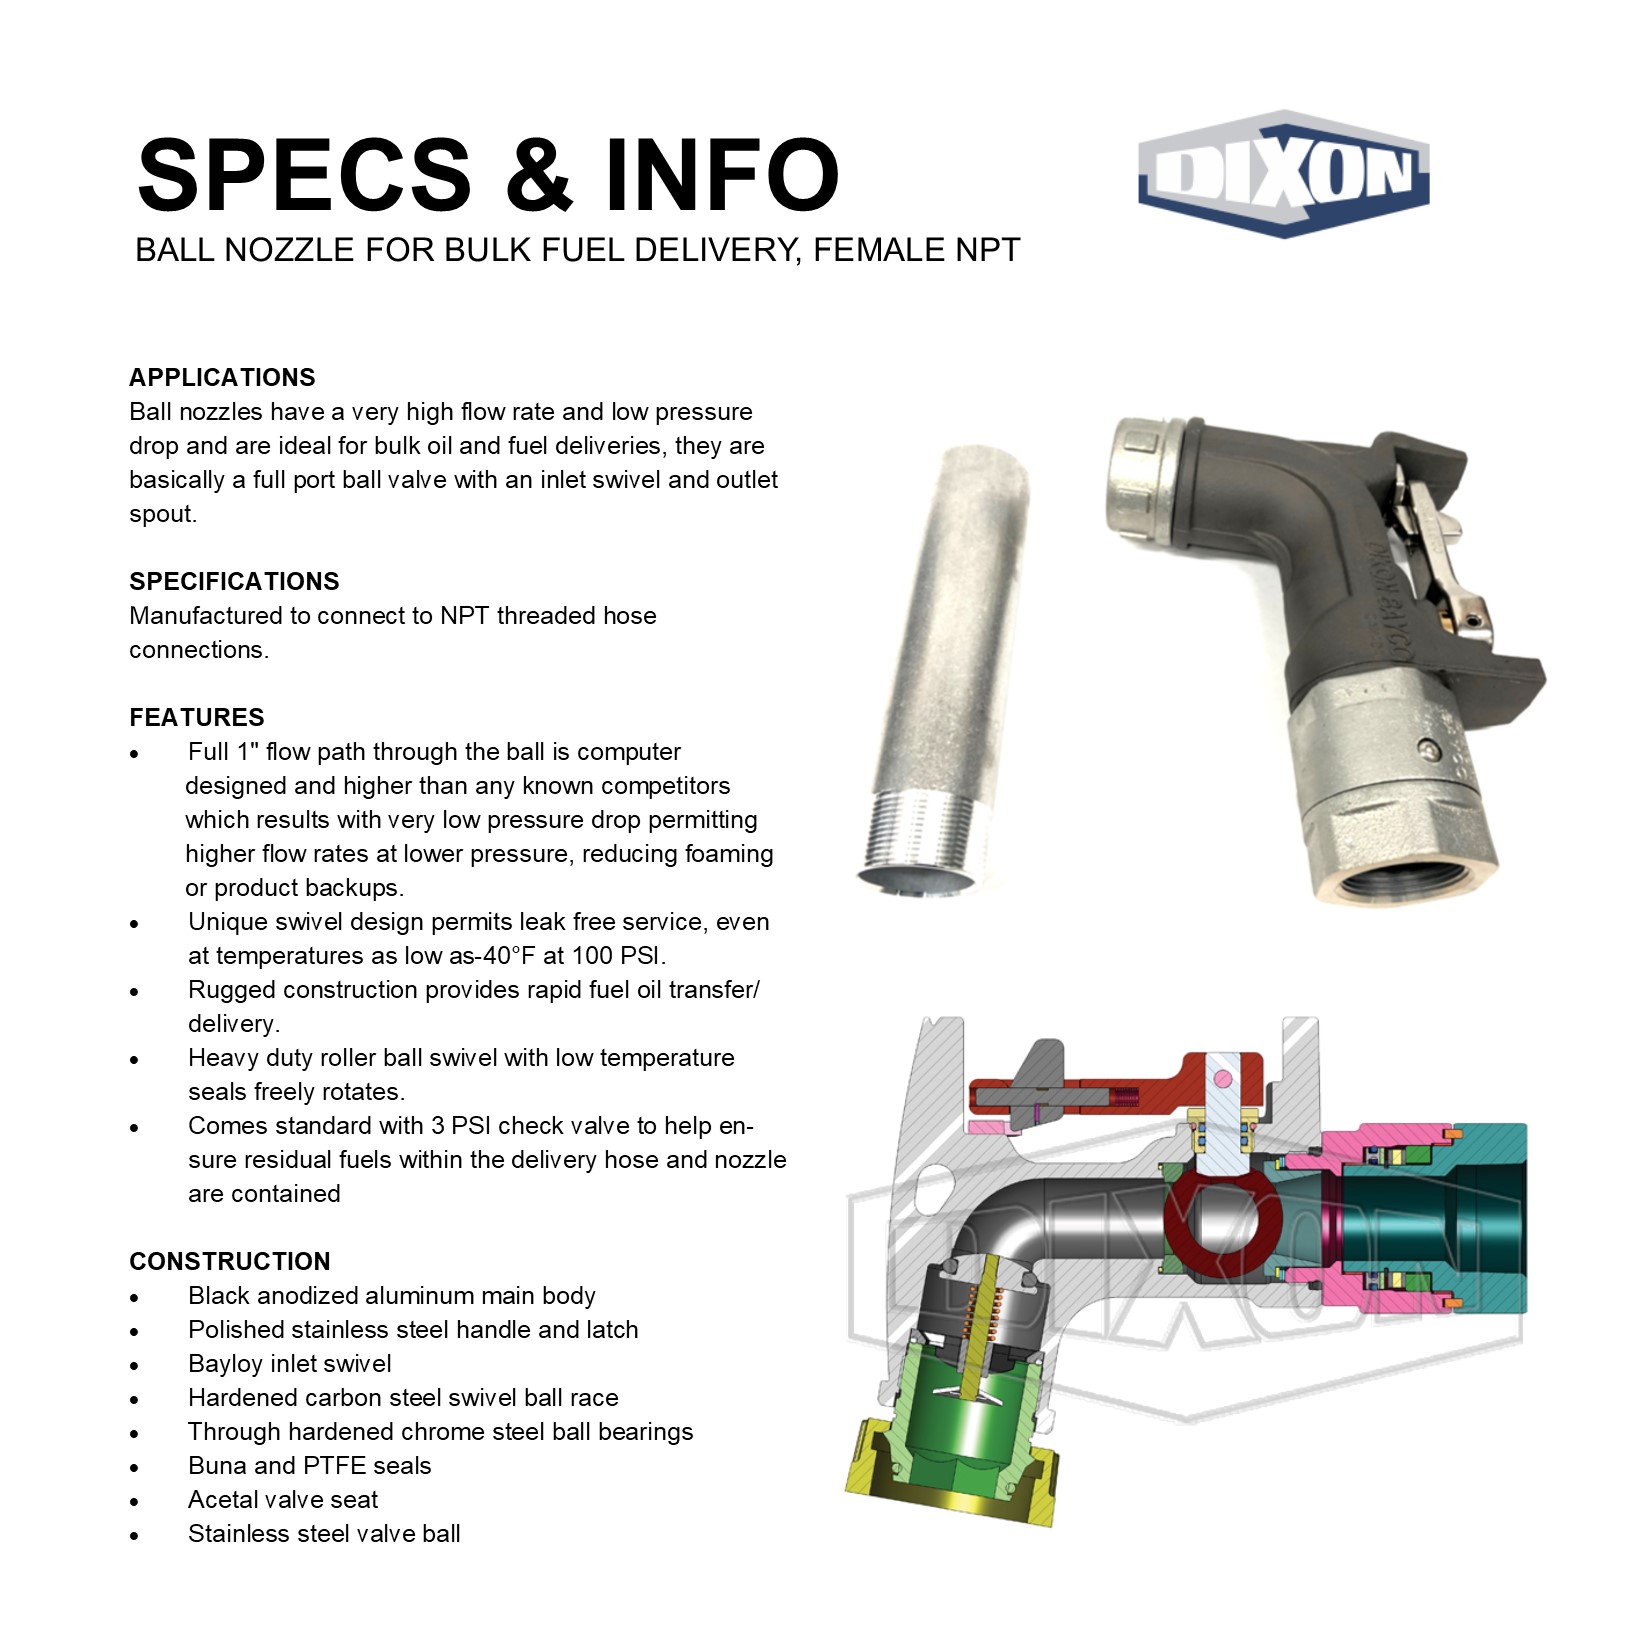 SPECS & INFO
BALL NOZZLE FOR BULK FUEL DELIVERY, FEMALE NPT
DIXON
APPLICATIONS
Ball nozzles have a very high flow rate and low pressure
drop and are ideal for bulk oil and fuel deliveries, they are
basically a full port ball valve with an inlet swivel and outlet
spout.
SPECIFICATIONS
Manufactured to connect to NPT threaded hose
connections.
FEATURES
• Full 1" flow path through the ball is computer
designed and higher than any known competitors
which results with very low pressure drop permitting
higher flow rates at lower pressure, reducing foaming
or product backups.
• Unique swivel design permits leak free service, even
at temperatures as low as-40°F at 100 PSI.
• Rugged construction provides rapid fuel oil transfer/
delivery.
• Heavy duty roller ball swivel with low temperature
seals freely rotates.
• Comes standard with 3 PSI check valve to help en-
sure residual fuels within the delivery hose and nozzle
are contained
CONSTRUCTION
• Black anodized aluminum main body
• Polished stainless steel handle and latch
• Bayloy inlet swivel
• Hardened carbon steel swivel ball race
• Through hardened chrome steel ball bearings
• Buna and PTFE seals
• Acetal valve seat
• Stainless steel valve ball
DIXON BAYCO
DIXON